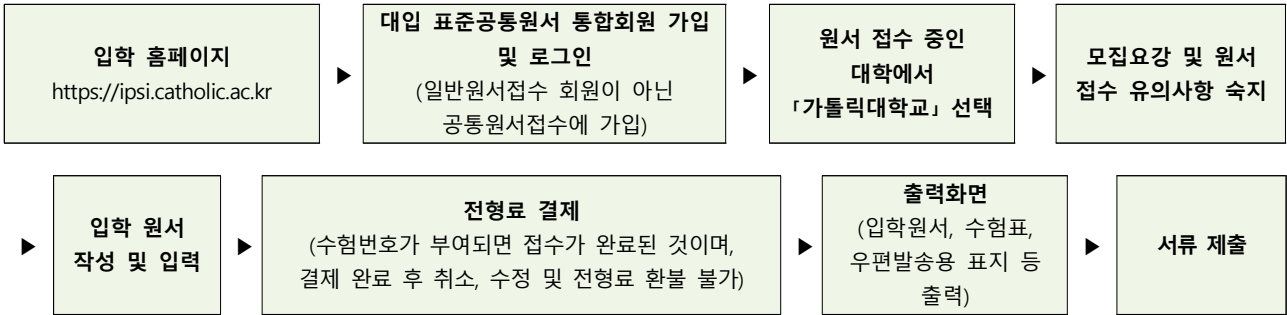 입학 홈페이지
https://ipsi.catholic.ac.kr
▶
대입 표준공통원서 통합회원 가입
및 로그인
(일반원서접수 회원이 아닌
공통원서접수에 가입)
▶
원서 접수 중인
대학에서
「가톨릭대학교」 선택
▶
모집요강 및 원서
접수 유의사항 숙지
▶
입학 원서
작성 및 입력
▶
전형료 결제
(수험번호가 부여되면 접수가 완료된 것이며,
결제 완료 후 취소, 수정 및 전형료 환불 불가)
▶
출력화면
(입학원서, 수험표,
우편발송용 표지 등
출력)
▶
서류 제출